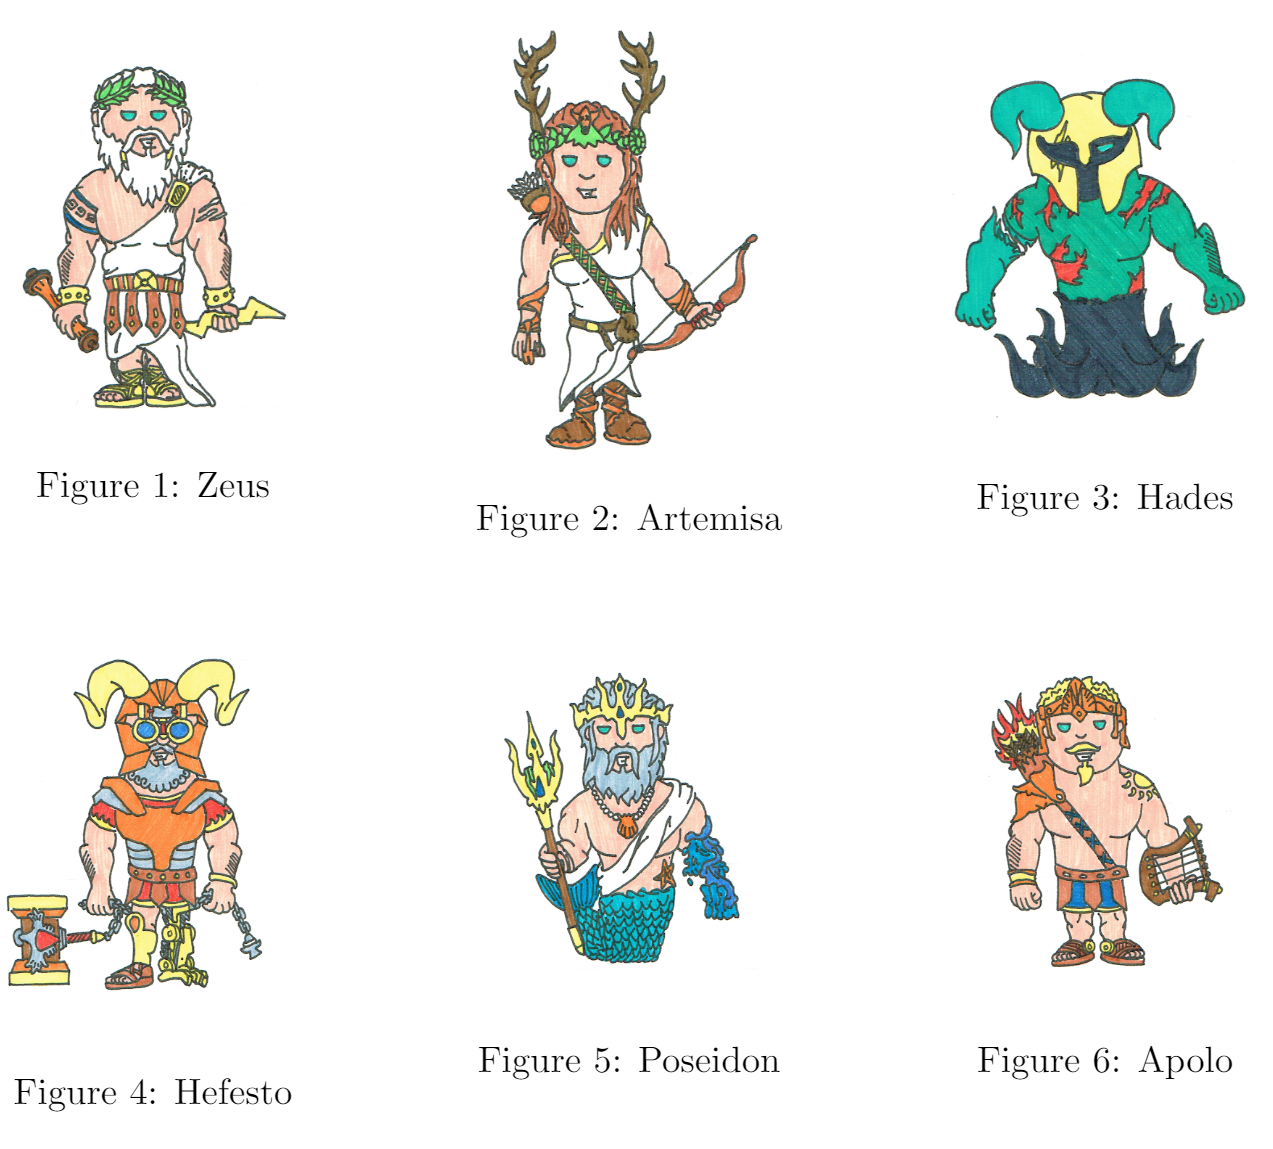 Figure 1: Zeus
Figure 2: Artemisa
Figure 3: Hades
Figure 4: Hefesto
Figure 5: Poseidon
Figure 6: Apolo